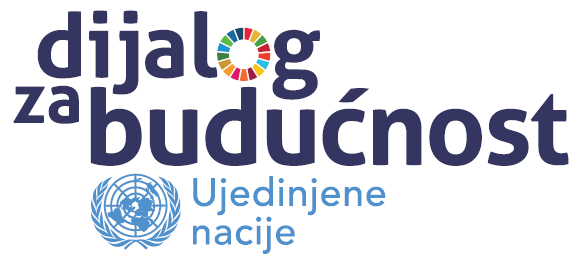 dijalog
za budućnost
Ujedinjene
nacije